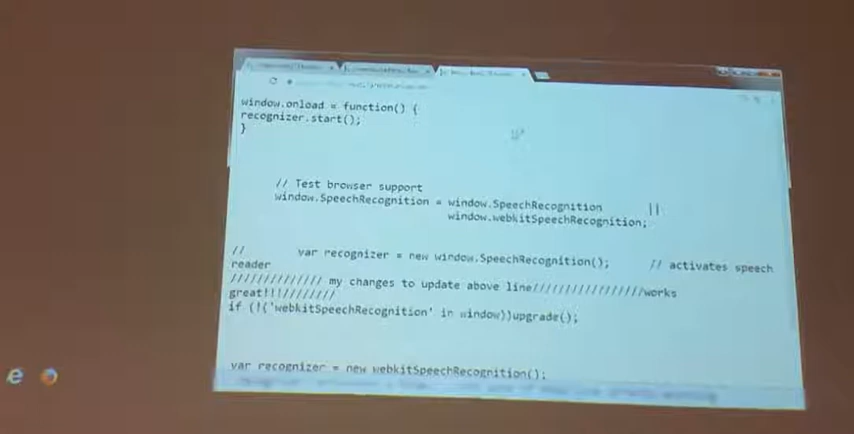 window.onload = function() {
recognizer.start();
}
// Test browser support
window.SpeechRecognition = window.SpeechRecognition ||
window.webkitSpeechRecognition;
// var recognizer = new window.SpeechRecognition(); // activates speech
reader
////////////// my changes to update above line/////////////////works
great!!!/////////
if (!('webkitSpeechRecognition' in window))upgrade();
var recognizer = new webkitSpeechRecognition();